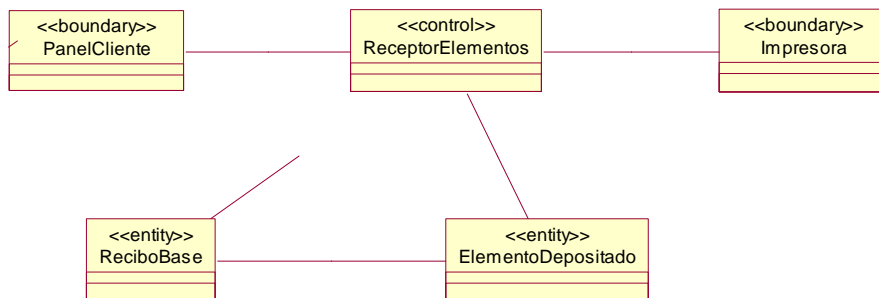 <<boundary>>
PanelCliente
<<control>>
ReceptorElementos
<<boundary>>
Impresora
<<entity>>
ReciboBase
<<entity>>
ElementoDepositado